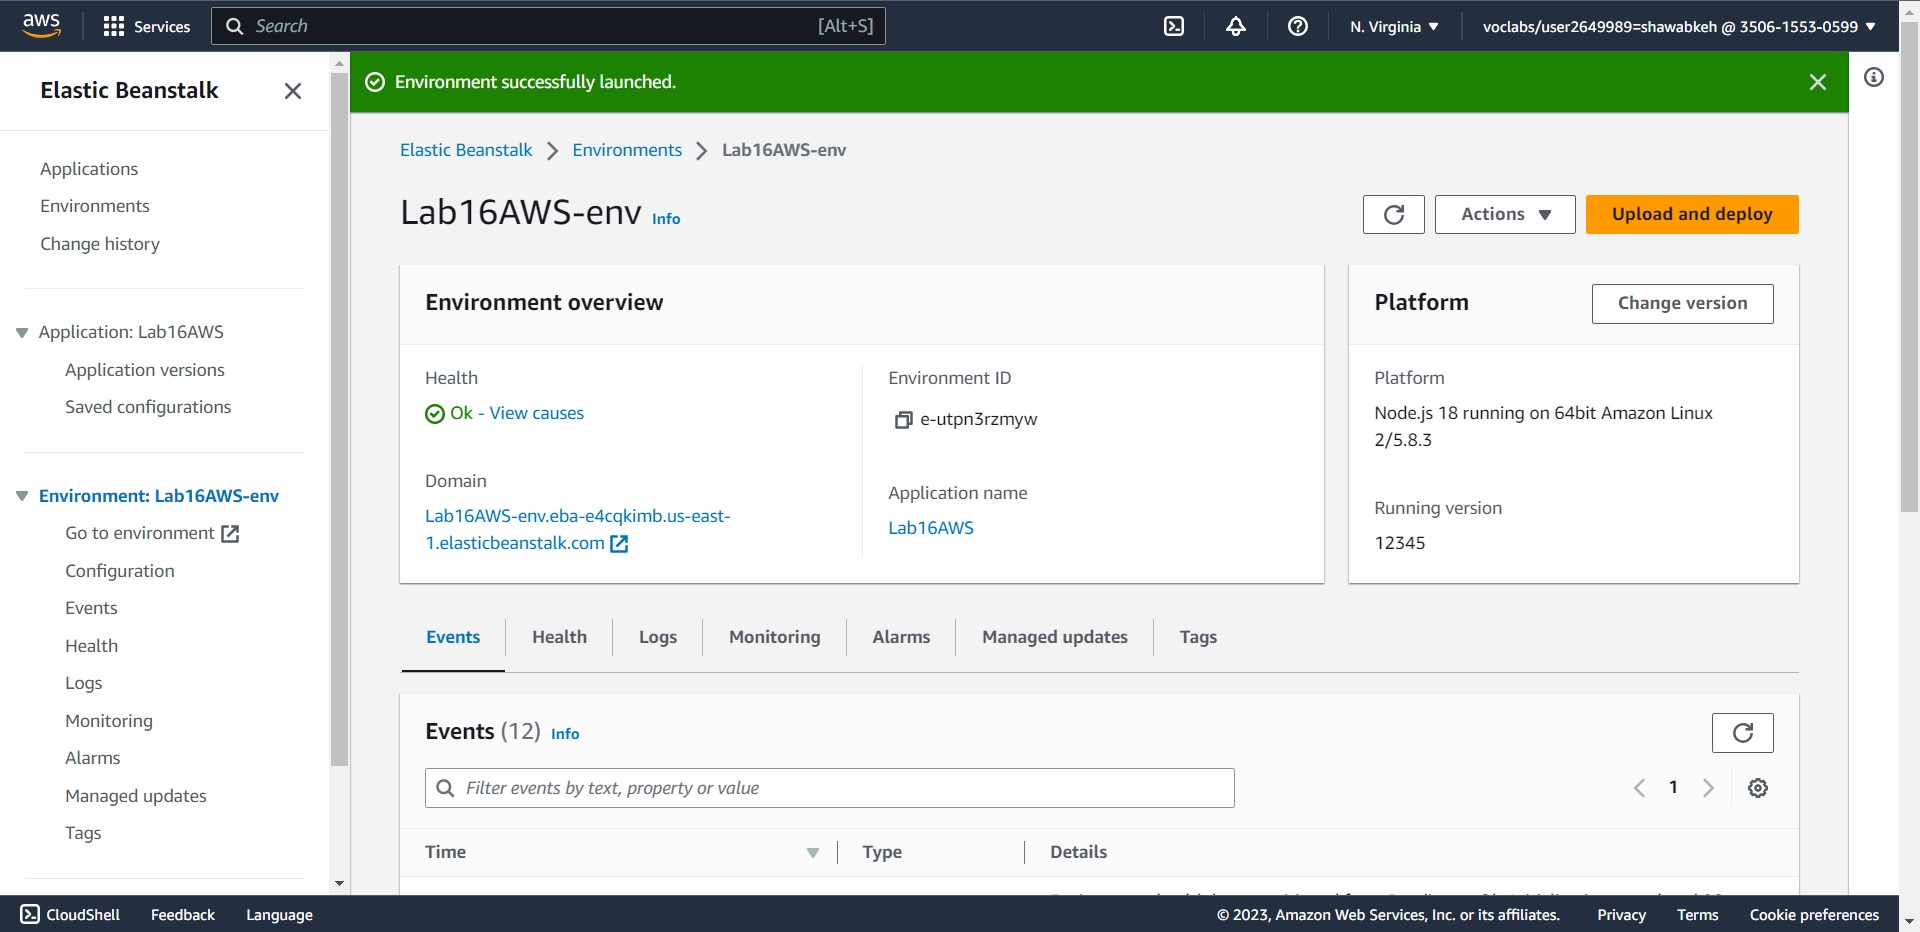 aws
Services
Search
[Alt+S]
N. Virginia
voclabs/user2649989=shawabkeh @ 3506-1553-0599
Elastic Beanstalk
Applications
Environments
Change history
Application: Lab16AWS
Application versions
Saved configurations
Environment: Lab16AWS-env
Go to environment
Configuration
Events
Health
Logs
Monitoring
Alarms
Managed updates
Tags
Environment successfully launched.
Elastic Beanstalk
Environments
Lab16AWS-env
Lab16AWS-env Info
Actions
Upload and deploy
Environment overview
Health
Ok - View causes
Domain
Lab16AWS-env.eba-e4cqkimb.us-east-
1.elasticbeanstalk.com
Environment ID
e-utpn3rzmyw
Application name
Lab16AWS
Platform
Change version
Platform
Node.js 18 running on 64bit Amazon Linux
2/5.8.3
Running version
12345
Events
Health
Logs
Monitoring
Alarms
Managed updates
Tags
Events (12) Info
Filter events by text, property or value
1
Time
Type
Details
CloudShell
Feedback
Language
© 2023, Amazon Web Services, Inc. or its affiliates.
Privacy
Terms
Cookie preferences